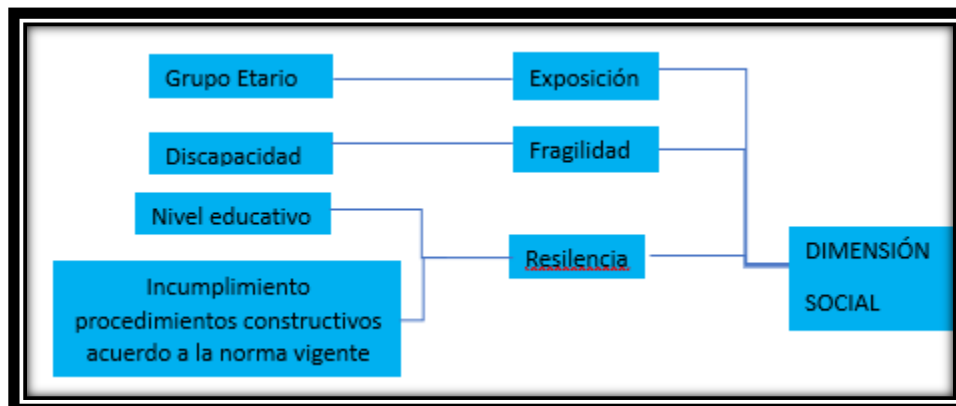 Grupo Etario
Exposición
Discapacidad
Fragilidad
Nivel educativo
Resilencia
Incumplimiento
procedimientos constructivos
acuerdo a la norma vigente
DIMENSIÓN
SOCIAL